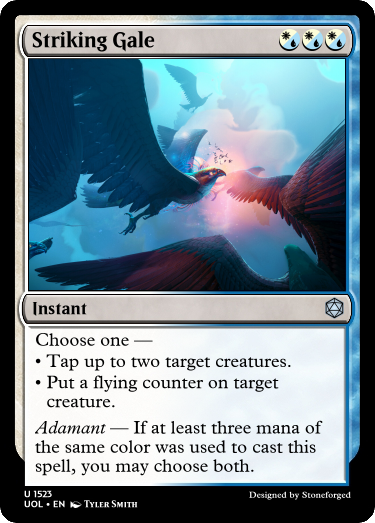 Striking Gale
Instant
Choose one —
• Tap up to two target creatures.
• Put a flying counter on target
creature.
Adamant — If at least three mana of
the same color was used to cast this
spell, you may choose both.
U 1523
UOL • EN Tyler Smith
Designed by Stoneforged